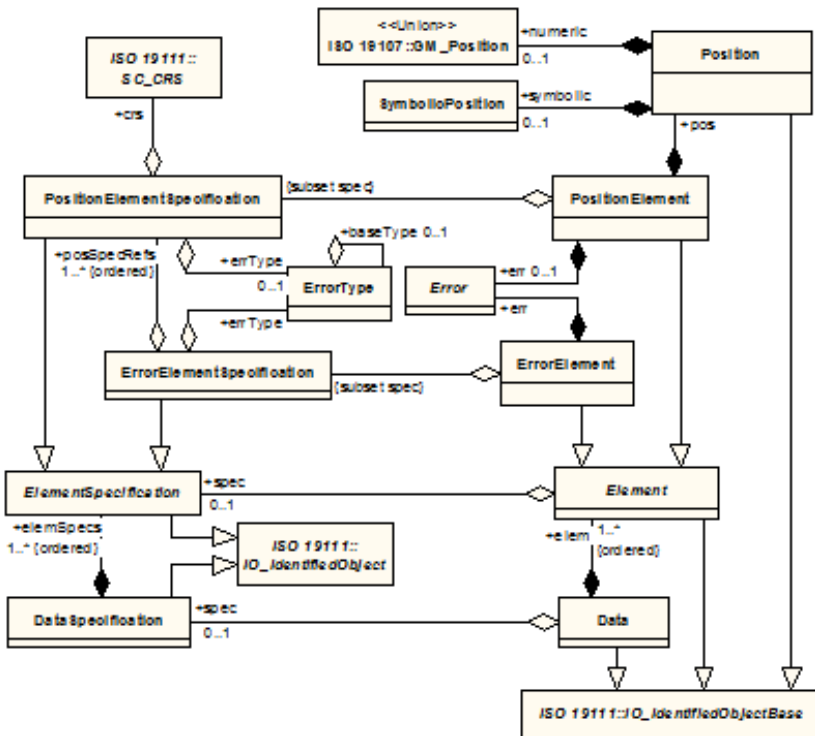 <<Union>>
ISO 19107::GM_Position
+numeric
0..1
Position
ISO 19111::
SC_CRS
SymbolicPosition
+symbolic
0..1
+crs
+pos
PositionElementSpecification
{subset spec}
PositionElement
+posSpecRefs
1..* {ordered}
+errType
0..1
+baseType 0..1
ErrorType
Error
+err 0..1
+err
+errType
ErrorElementSpecification
{subset spec}
ErrorElement
ElementSpecification
+spec
0..1
Element
+elemSpecs
1..* {ordered}
ISO 19111::
IO_IdentifiedObject
+elem
1..*
{ordered}
DataSpecification
+spec
0..1
Data
ISO 19111::IO_IdentifiedObjectBase